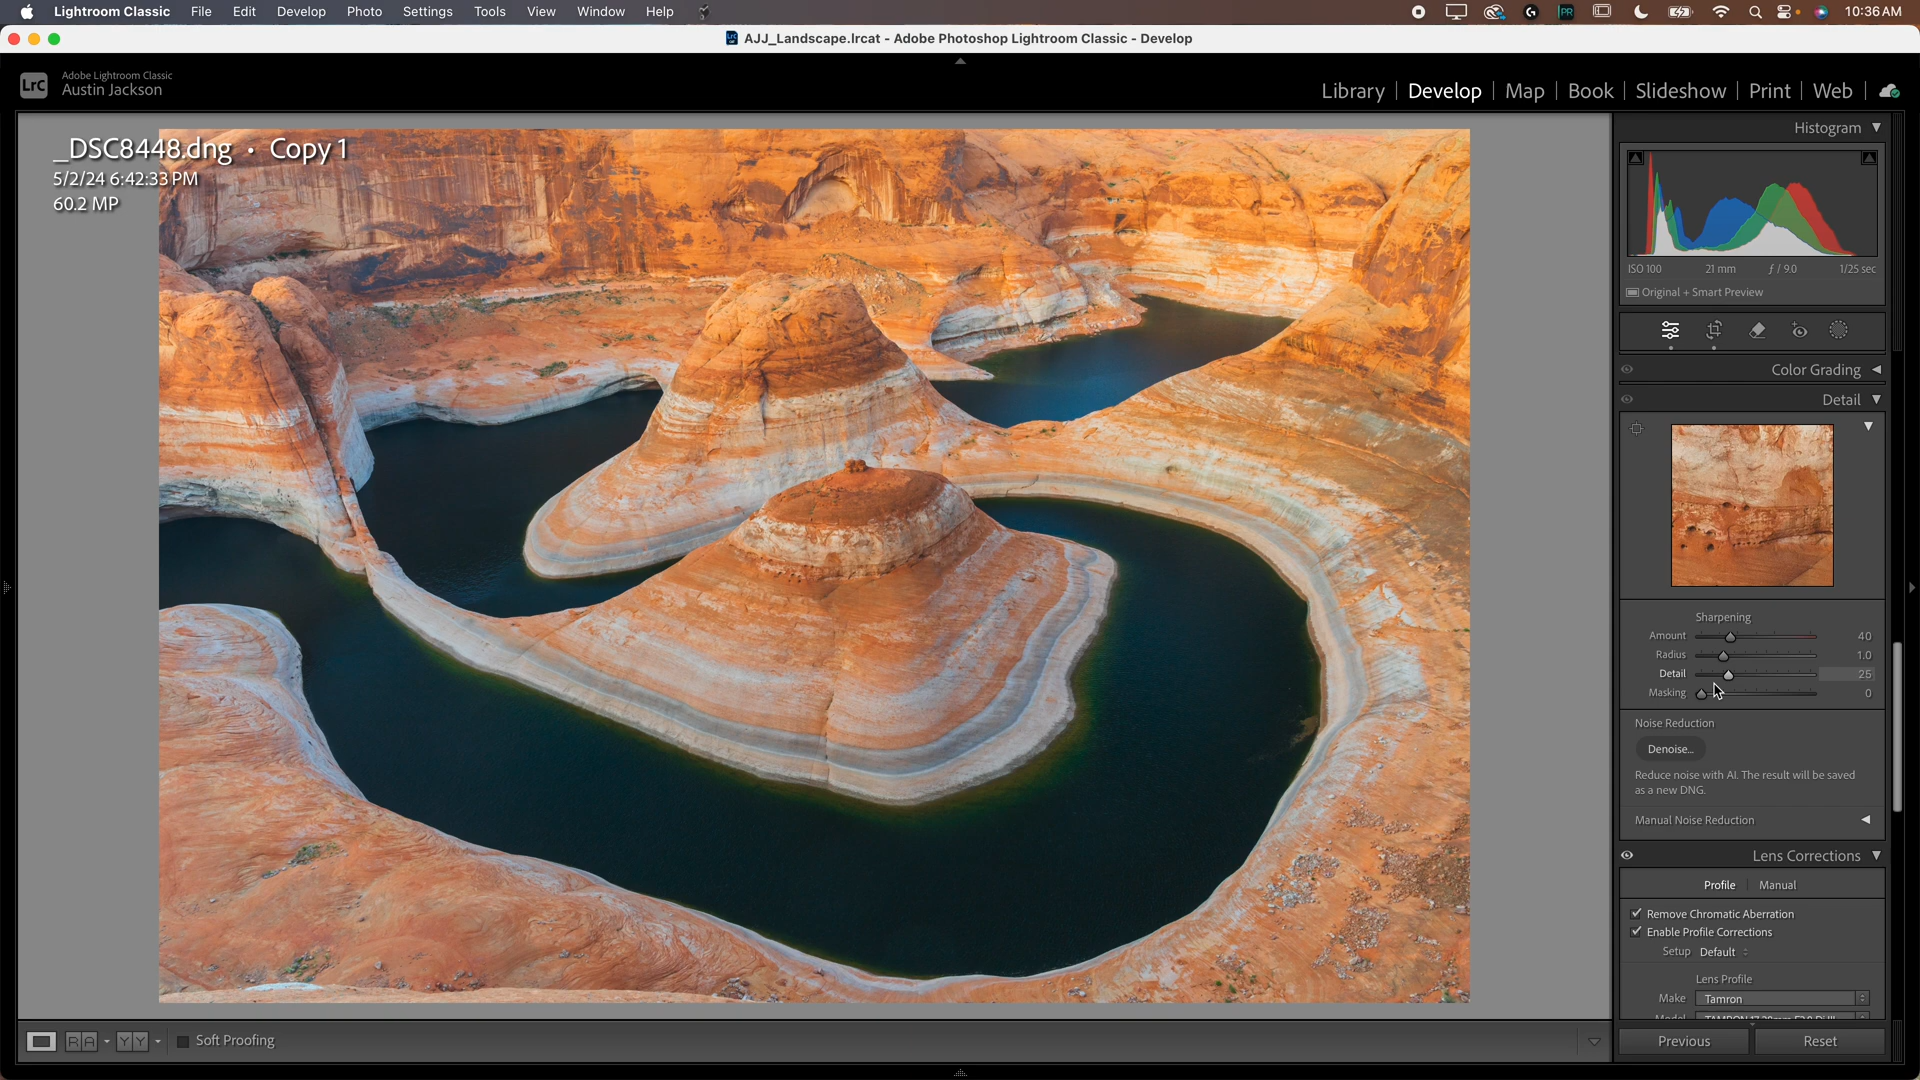 Lightroom Classic File Edit Develop Photo Settings Tools View Window Help 10:36 AM
AJJ_Landscape.lrcat - Adobe Photoshop Lightroom Classic - Develop
LrC Adobe Lightroom Classic
Austin Jackson
Library Develop Map Book Slideshow Print Web
_DSC8448.dng • Copy 1
5/2/24 6:42:33 PM
60.2 MP
Histogram
ISO 100 21 mm ƒ / 9.0 1/25 sec
Original + Smart Preview
Color Grading
Detail
Sharpening
Amount 40
Radius 1.0
Detail 25
Masking 0
Noise Reduction
Denoise...
Reduce noise with AI. The result will be saved
as a new DNG.
Manual Noise Reduction
Lens Corrections
Profile Manual
Remove Chromatic Aberration
Enable Profile Corrections
Setup Default
Lens Profile
Make Tamron
Soft Proofing
Previous Reset